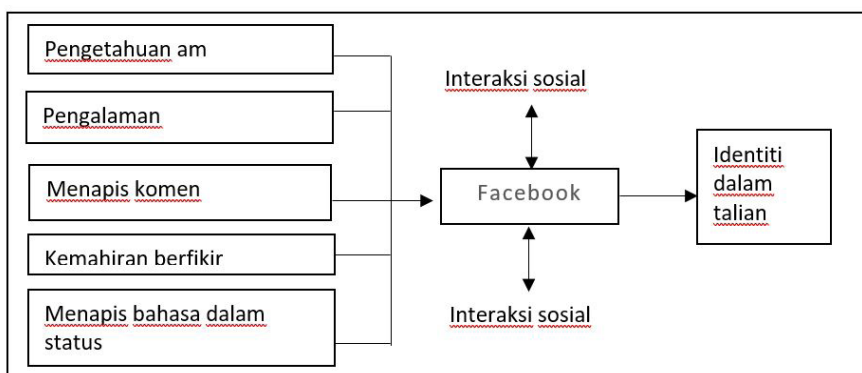 Pengetahuan am
Pengalaman
Menapis komen
Kemahiran berfikir
Menapis bahasa dalam
status
Interaksi sosial
Facebook
Interaksi sosial
Identiti
dalam
talian